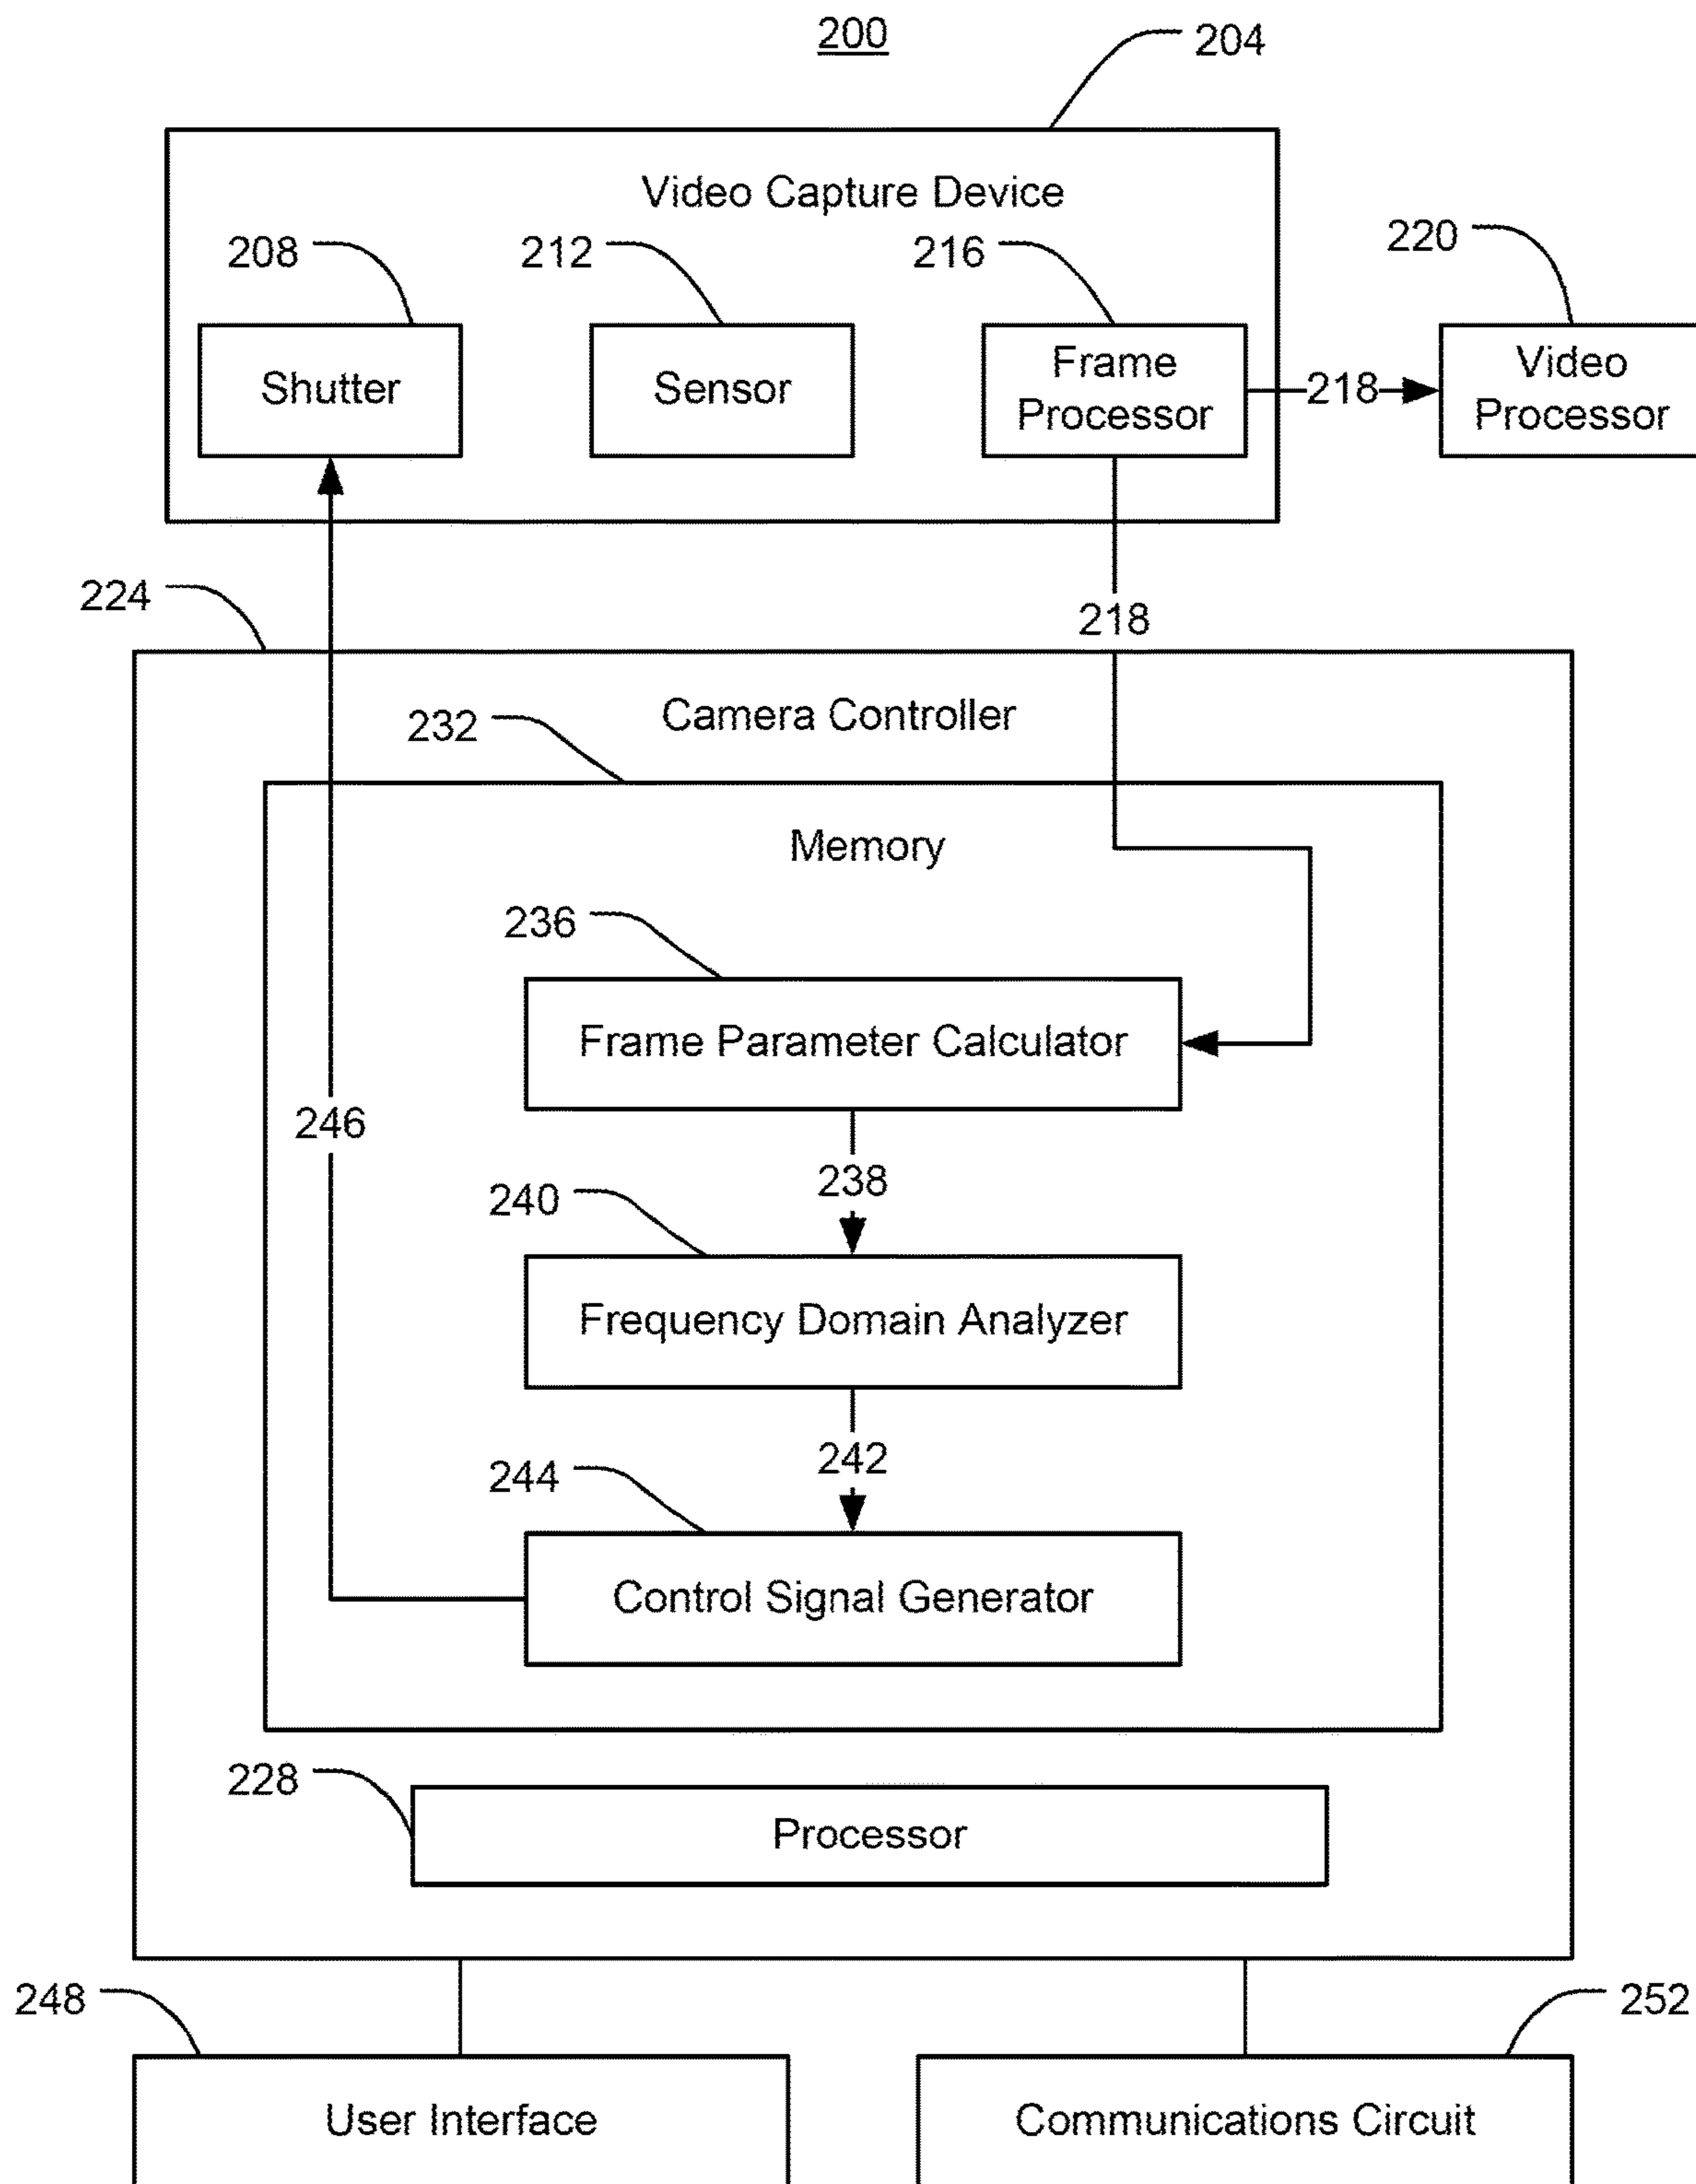 200
204
Video Capture Device
208
212
216
220
Shutter
Sensor
Frame
Processor
218
Video
Processor
218
224
Camera Controller
232
Memory
236
Frame Parameter Calculator
246
238
240
Frequency Domain Analyzer
242
244
Control Signal Generator
228
Processor
248
252
User Interface
Communications Circuit